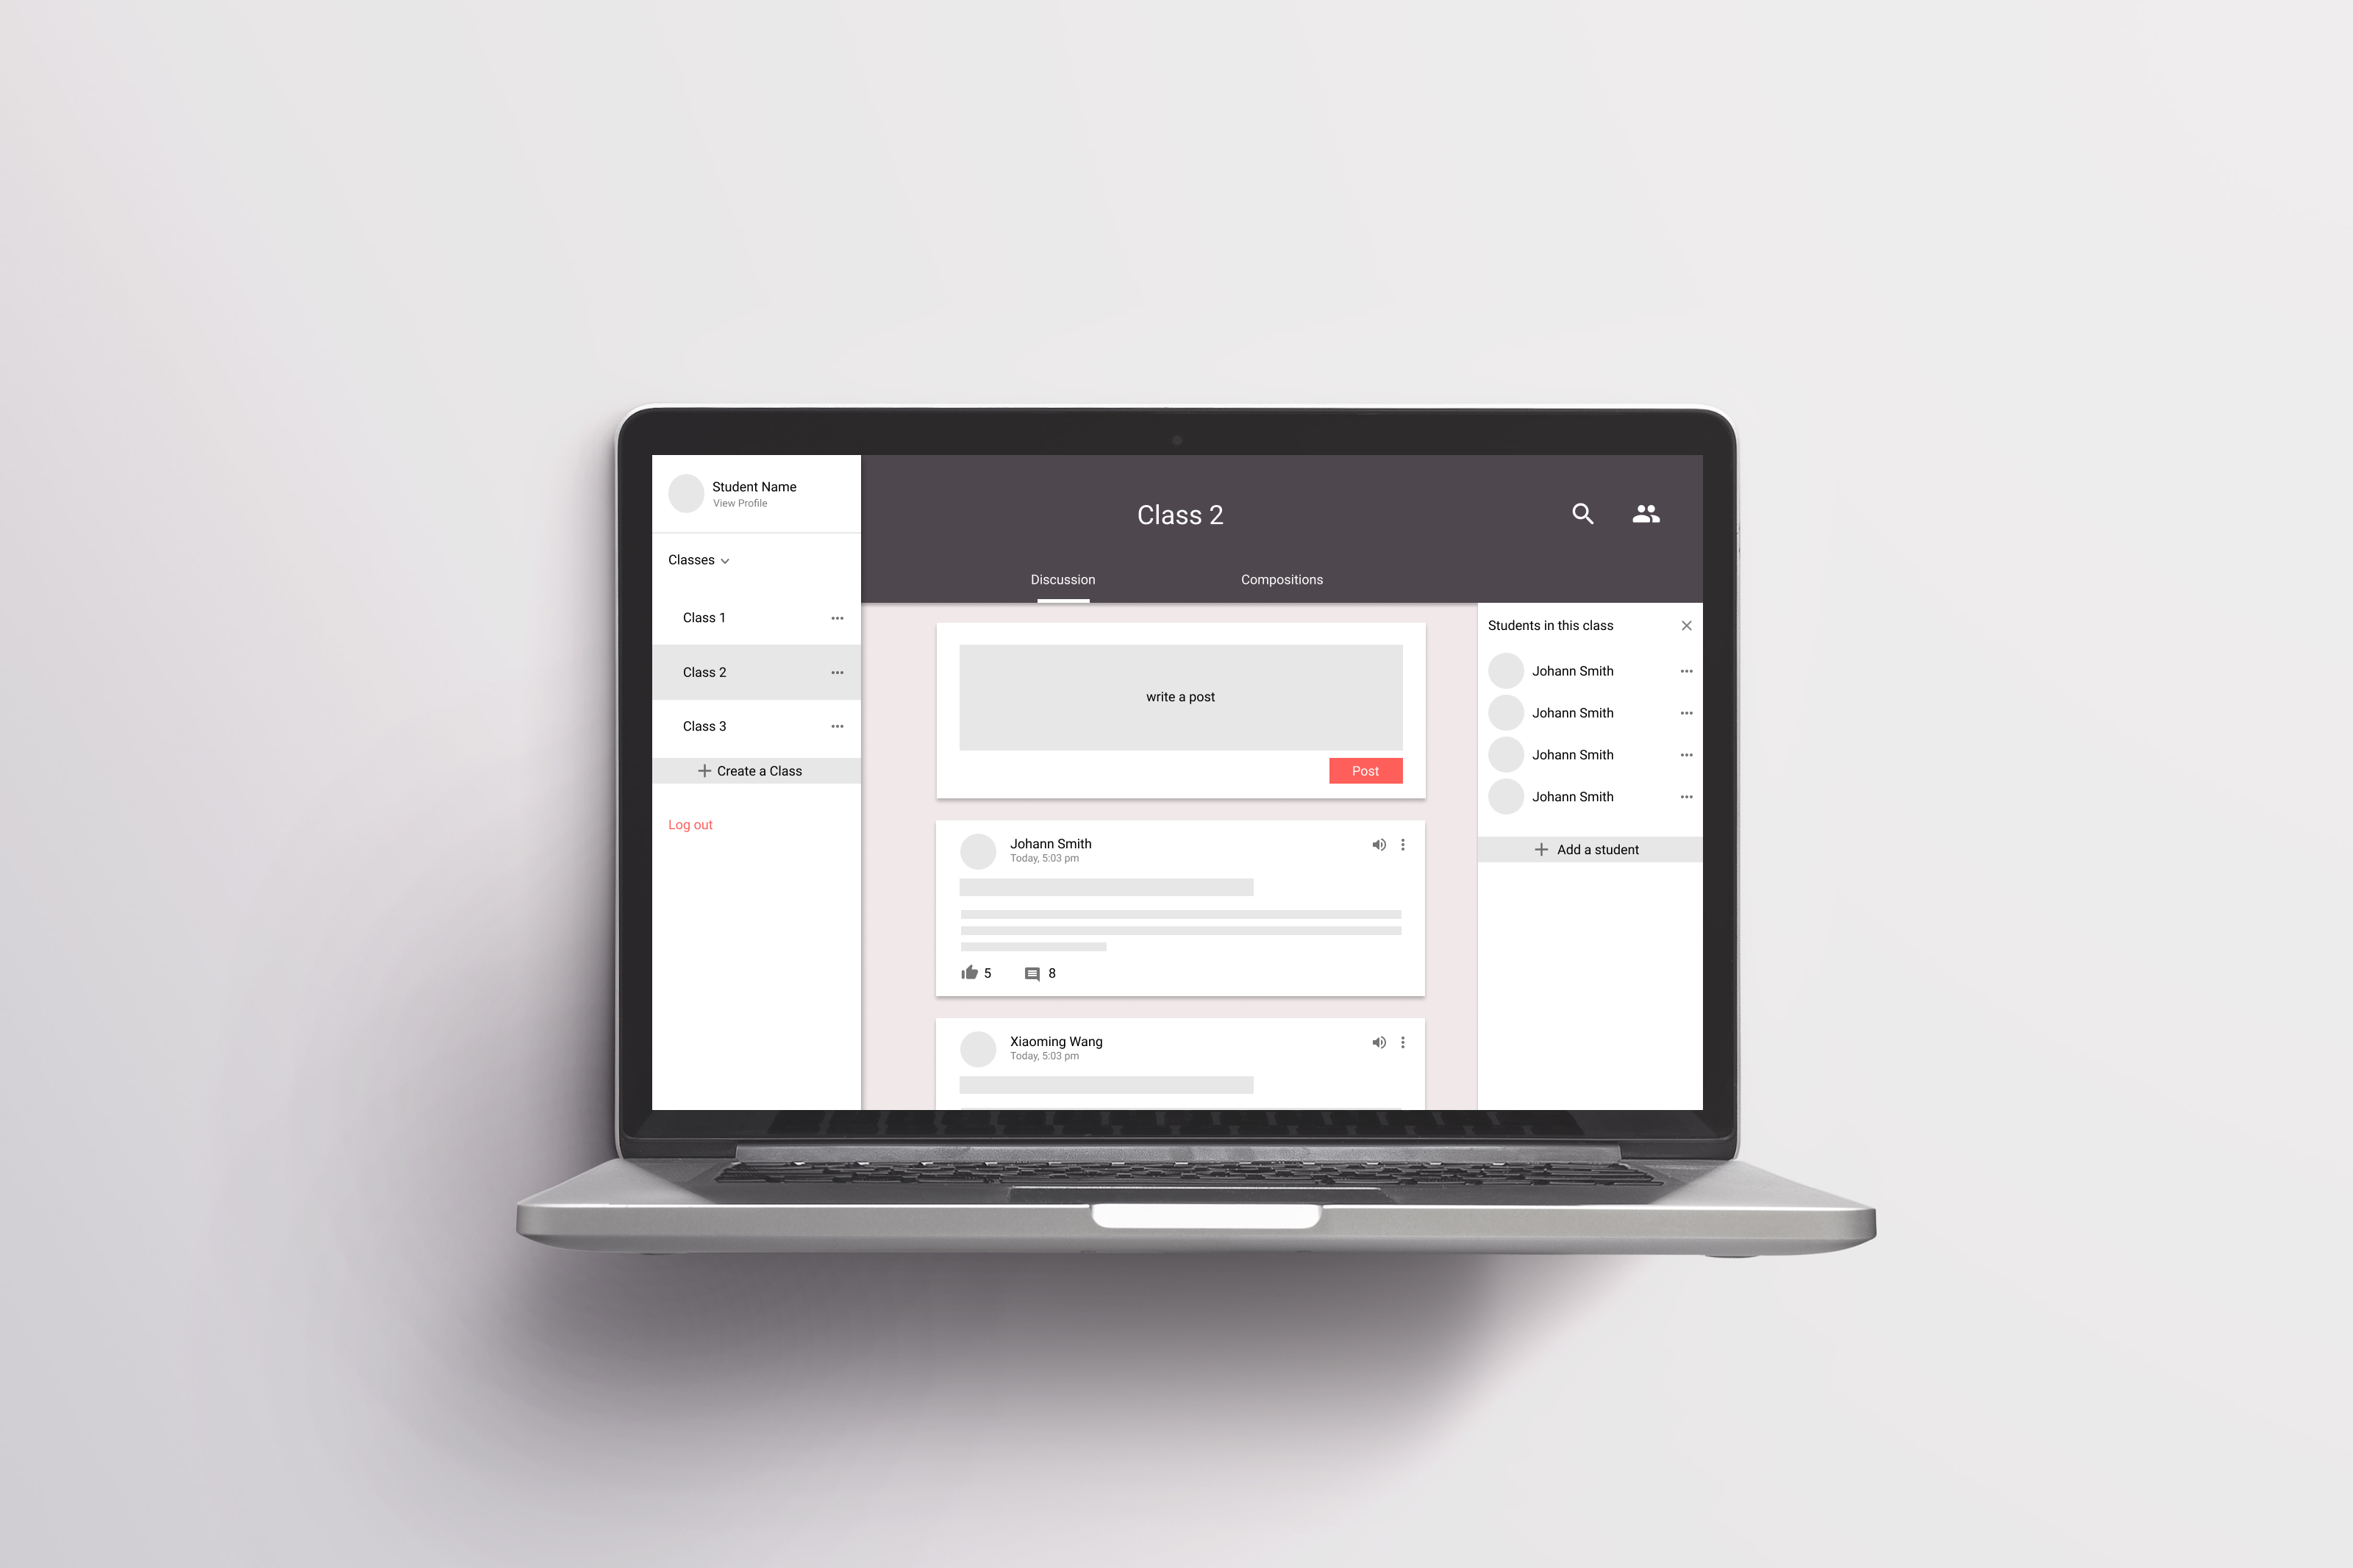 Student Name
View Profile
Classes
Class 1
Class 2
Class 3
Create a Class
Log out
Class 2
Discussion
Compositions
write a post
Post
Johann Smith
Today, 5:03 pm
5
8
Xiaoming Wang
Today, 5:03 pm
Students in this class
Johann Smith
Johann Smith
Johann Smith
Johann Smith
Add a student